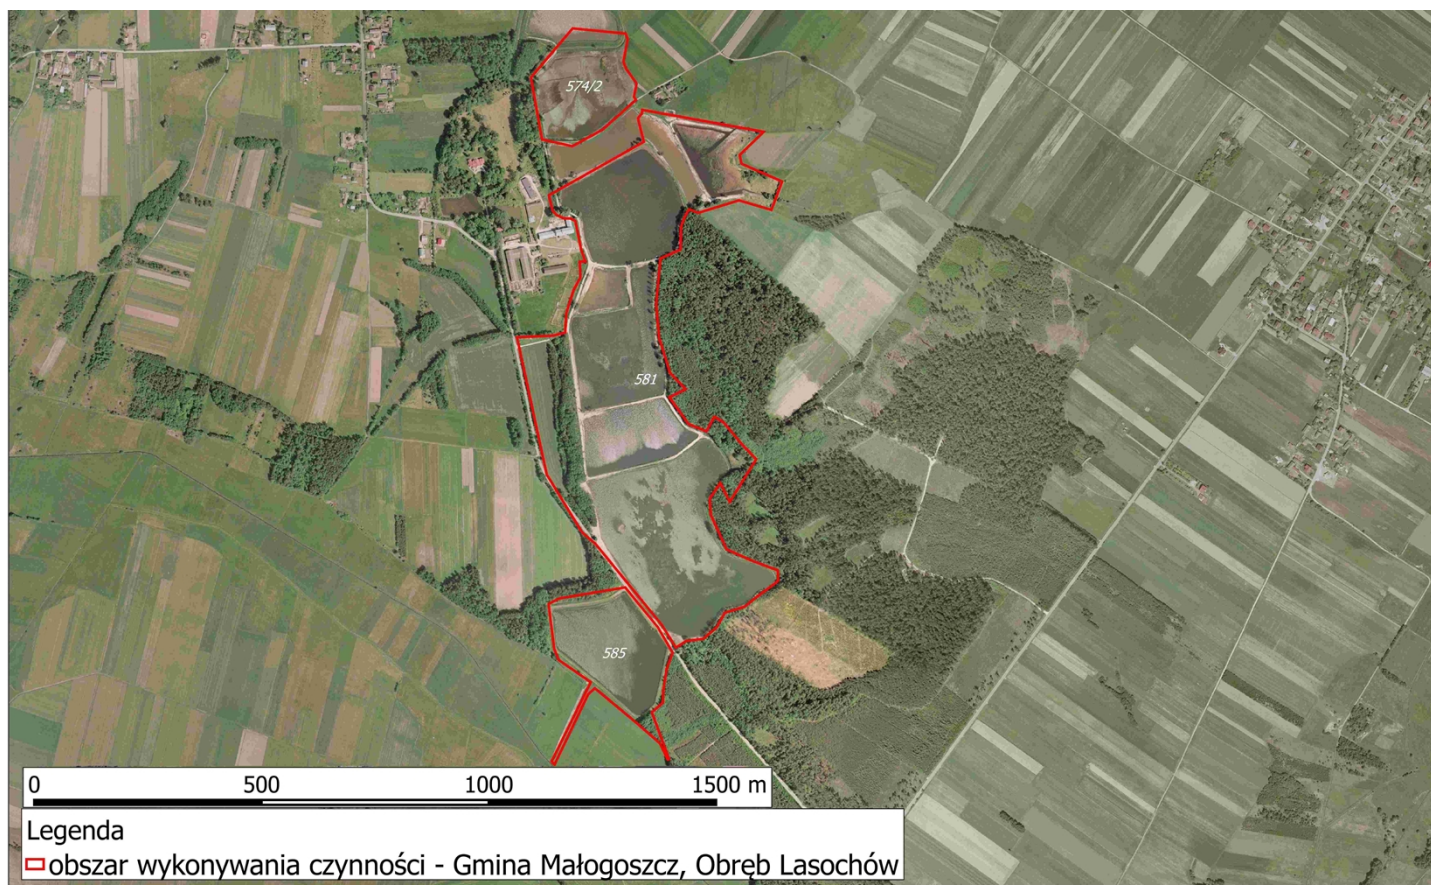 574/2
581
585
0 500 1000 1500 m
Legenda
obszar wykonywania czynności - Gmina Małogoszcz, Obręb Lasochów